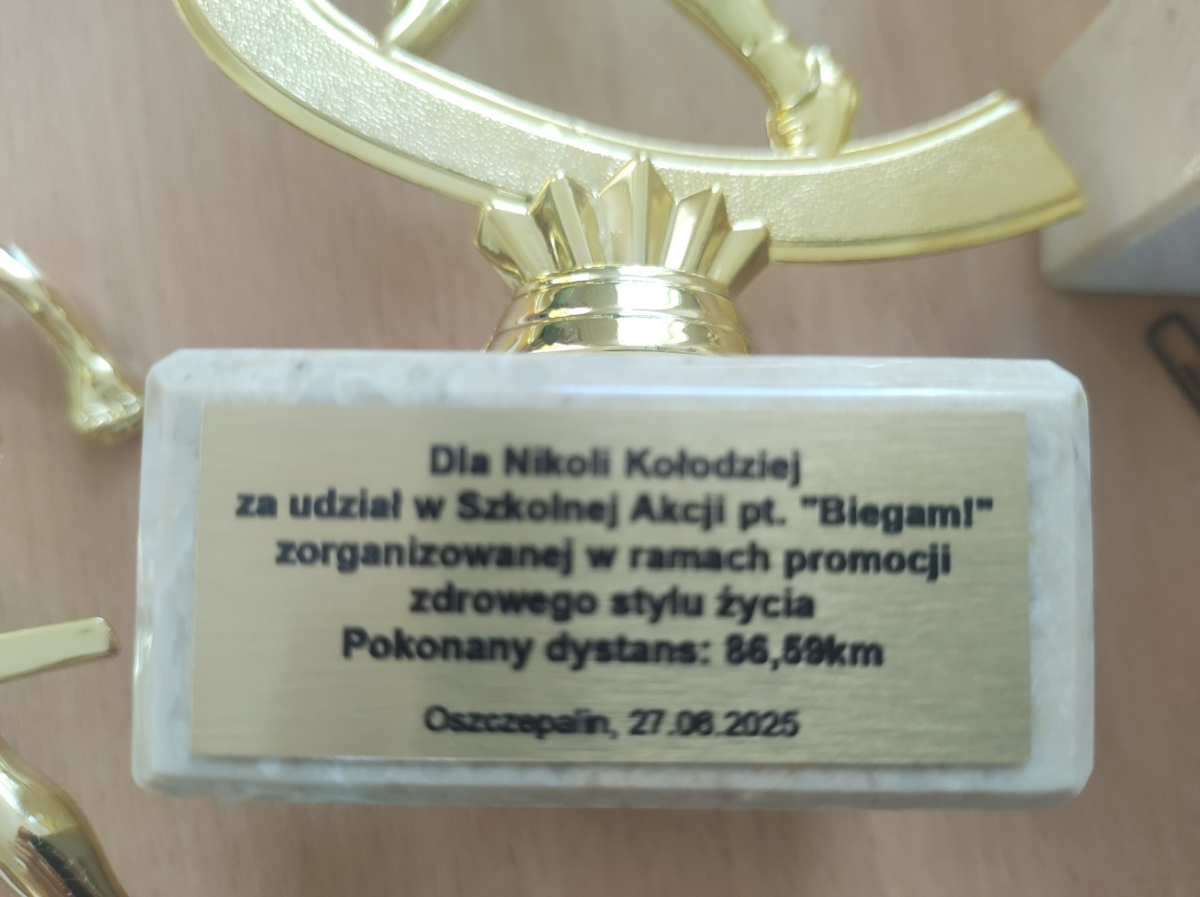 Dla Nikoli Kołodziej
za udział w Szkolnej Akcji pt. "Biegam!"
zorganizowanej w ramach promocji
zdrowego stylu życia
Pokonany dystans: 86,59km
Oszczepalin, 27.06.2025